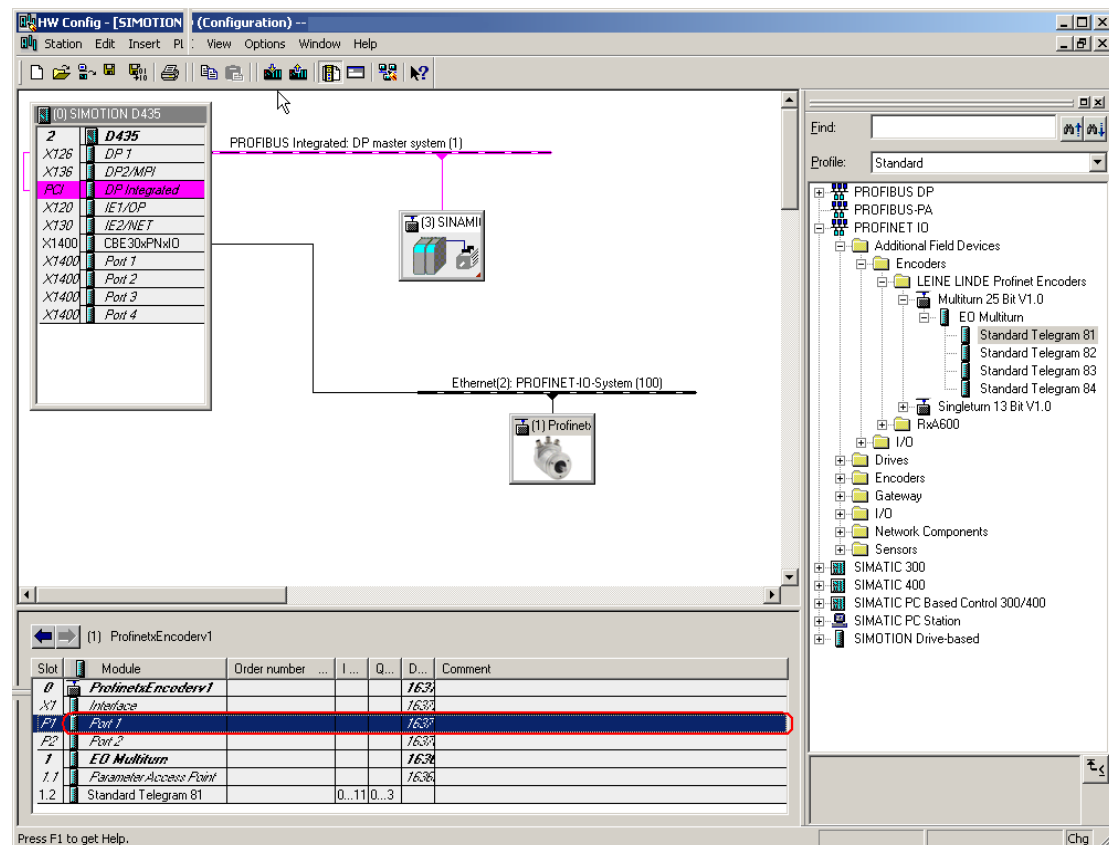 HW Config - [SIMOTION (Configuration) --
Station Edit Insert PL View Options Window Help
(0) SIMOTION D435
2 D435
X126 DP 1
X136 DP2/MPI
PCI DP Integrated
X120 IE1/OP
X130 IE2/NET
X1400 CBE30xPNxIO
X1400 Port 1
X1400 Port 2
X1400 Port 3
X1400 Port 4
PROFIBUS Integrated: DP master system (1)
(3) SINAMI
Ethernet(2): PROFINET-IO-System (100)
(1) Profinet
Find:
Profile: Standard
PROFIBUS DP
PROFIBUS-PA
PROFINET IO
Additional Field Devices
Encoders
LEINE LINDE Profinet Encoders
Multiturn 25 Bit V1.0
EO Multiturn
Standard Telegram 81
Standard Telegram 82
Standard Telegram 83
Standard Telegram 84
Singleturn 13 Bit V1.0
RxA600
I/O
Drives
Encoders
Gateway
I/O
Network Components
Sensors
SIMATIC 300
SIMATIC 400
SIMATIC PC Based Control 300/400
SIMATIC PC Station
SIMOTION Drive-based
(1) ProfinetxEncoderv1
Slot Module Order number ... I ... Q... D... Comment
0 ProfinetxEncoderv1 1637
X1 Interface 1637
P1 Port 1 1637
P2 Port 2 1637
1 EO Multiturn 1636
1.1 Parameter Access Point 1636
1.2 Standard Telegram 81 0...11 0...3
Press F1 to get Help.
Chg